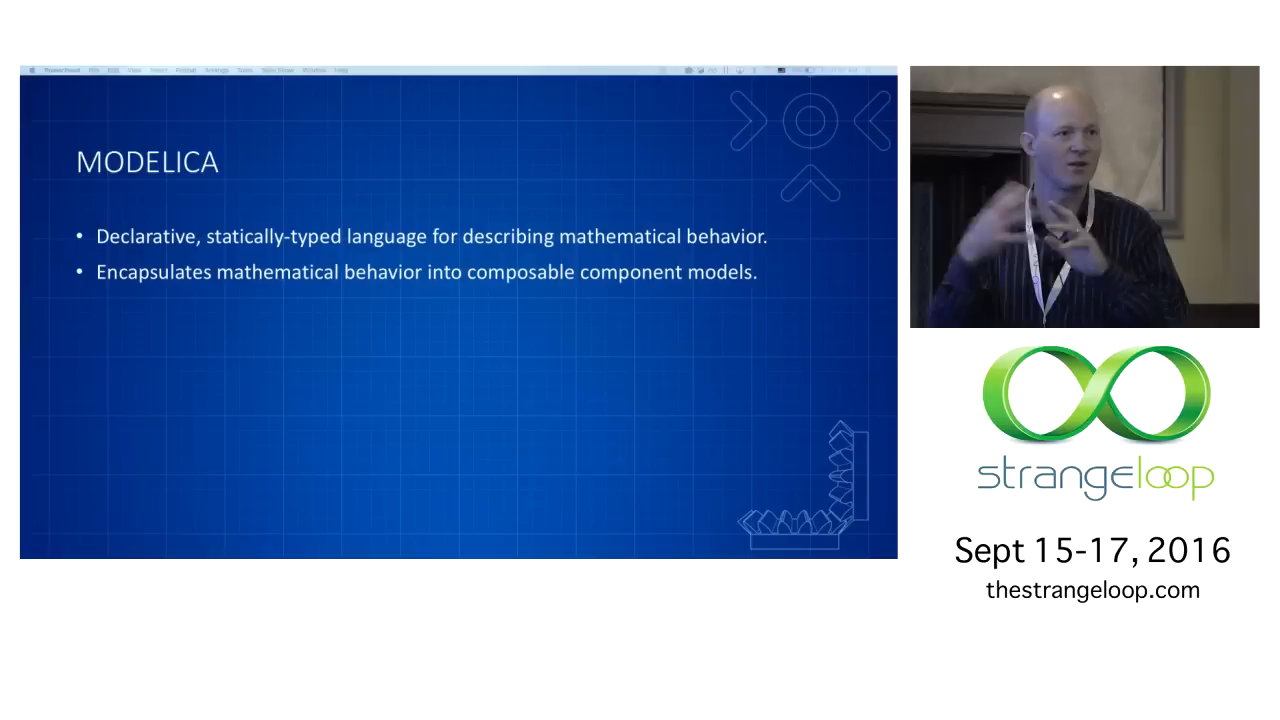 MODELICA
• Declarative, statically-typed language for describing mathematical behavior.
• Encapsulates mathematical behavior into composable component models.
strangeloop
Sept 15-17, 2016
thestrangeloop.com